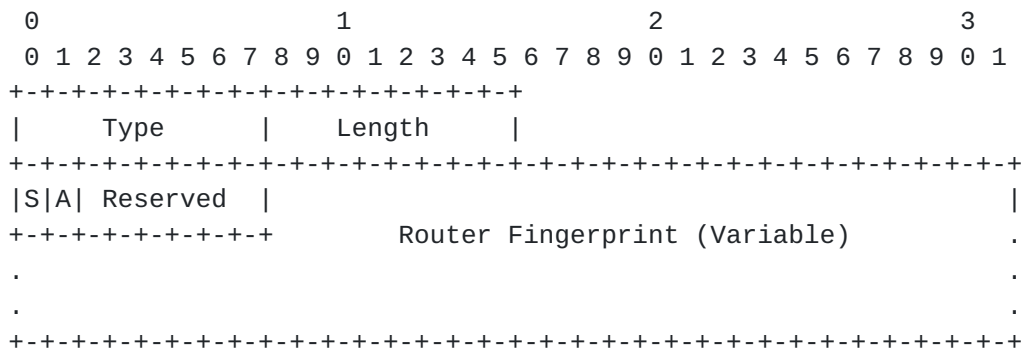 0                   1                   2                   3
 0 1 2 3 4 5 6 7 8 9 0 1 2 3 4 5 6 7 8 9 0 1 2 3 4 5 6 7 8 9 0 1
+-+-+-+-+-+-+-+-+-+-+-+-+-+-+-+-+
|     Type      |    Length     |
+-+-+-+-+-+-+-+-+-+-+-+-+-+-+-+-+-+-+-+-+-+-+-+-+-+-+-+-+-+-+-+-+
|S|A| Reserved  |                                               |
+-+-+-+-+-+-+-+-+        Router Fingerprint (Variable)          .
.                                                               .
.                                                               .
+-+-+-+-+-+-+-+-+-+-+-+-+-+-+-+-+-+-+-+-+-+-+-+-+-+-+-+-+-+-+-+-+